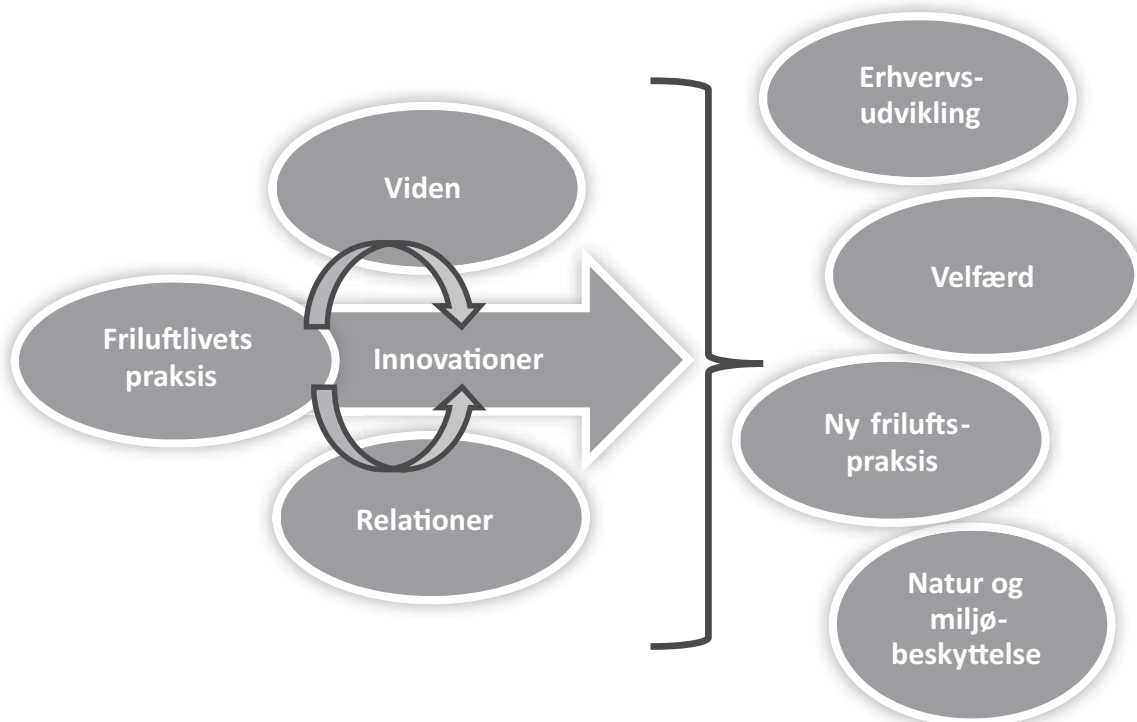 Friluftlivets
praksis
Viden
Innovationer
Relationer
Erhvervs-
udvikling
Velfærd
Ny frilufts-
praksis
Natur og
miljø-
beskyttelse